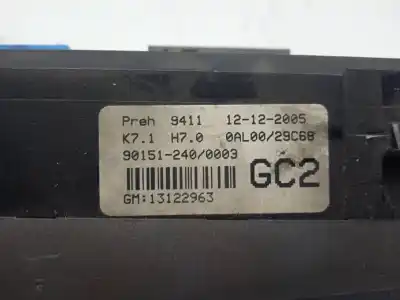 Preh 9411 12-12-2005
K7.1 H7.0 0AL00/29C68
90151-240/0003
GC2
GM:13122963